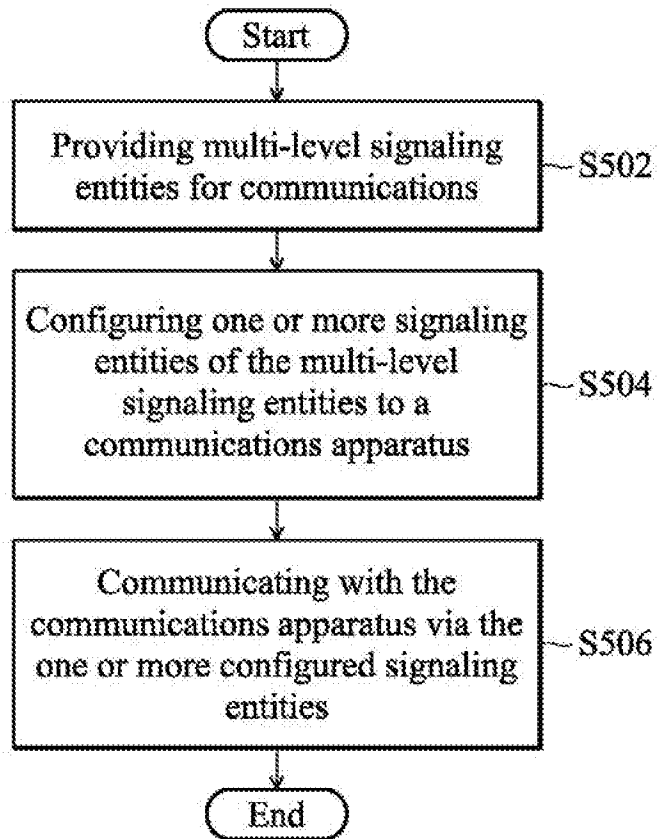 Start
Providing multi-level signaling
entities for communications
S502
Configuring one or more signaling
entities of the multi-level
signaling entities to a
communications apparatus
S504
Communicating with the
communications apparatus via the
one or more configured signaling
entities
S506
End